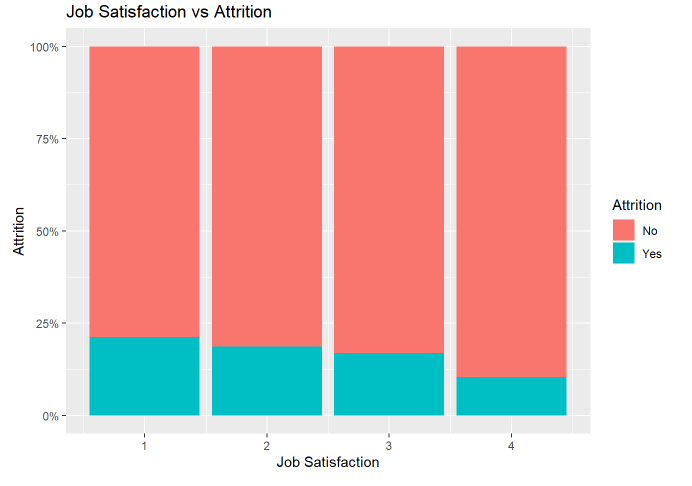 Job Satisfaction vs Attrition
100%
75%
50%
25%
0%
Attrition
1 2 3 4
Job Satisfaction
Attrition
No
Yes